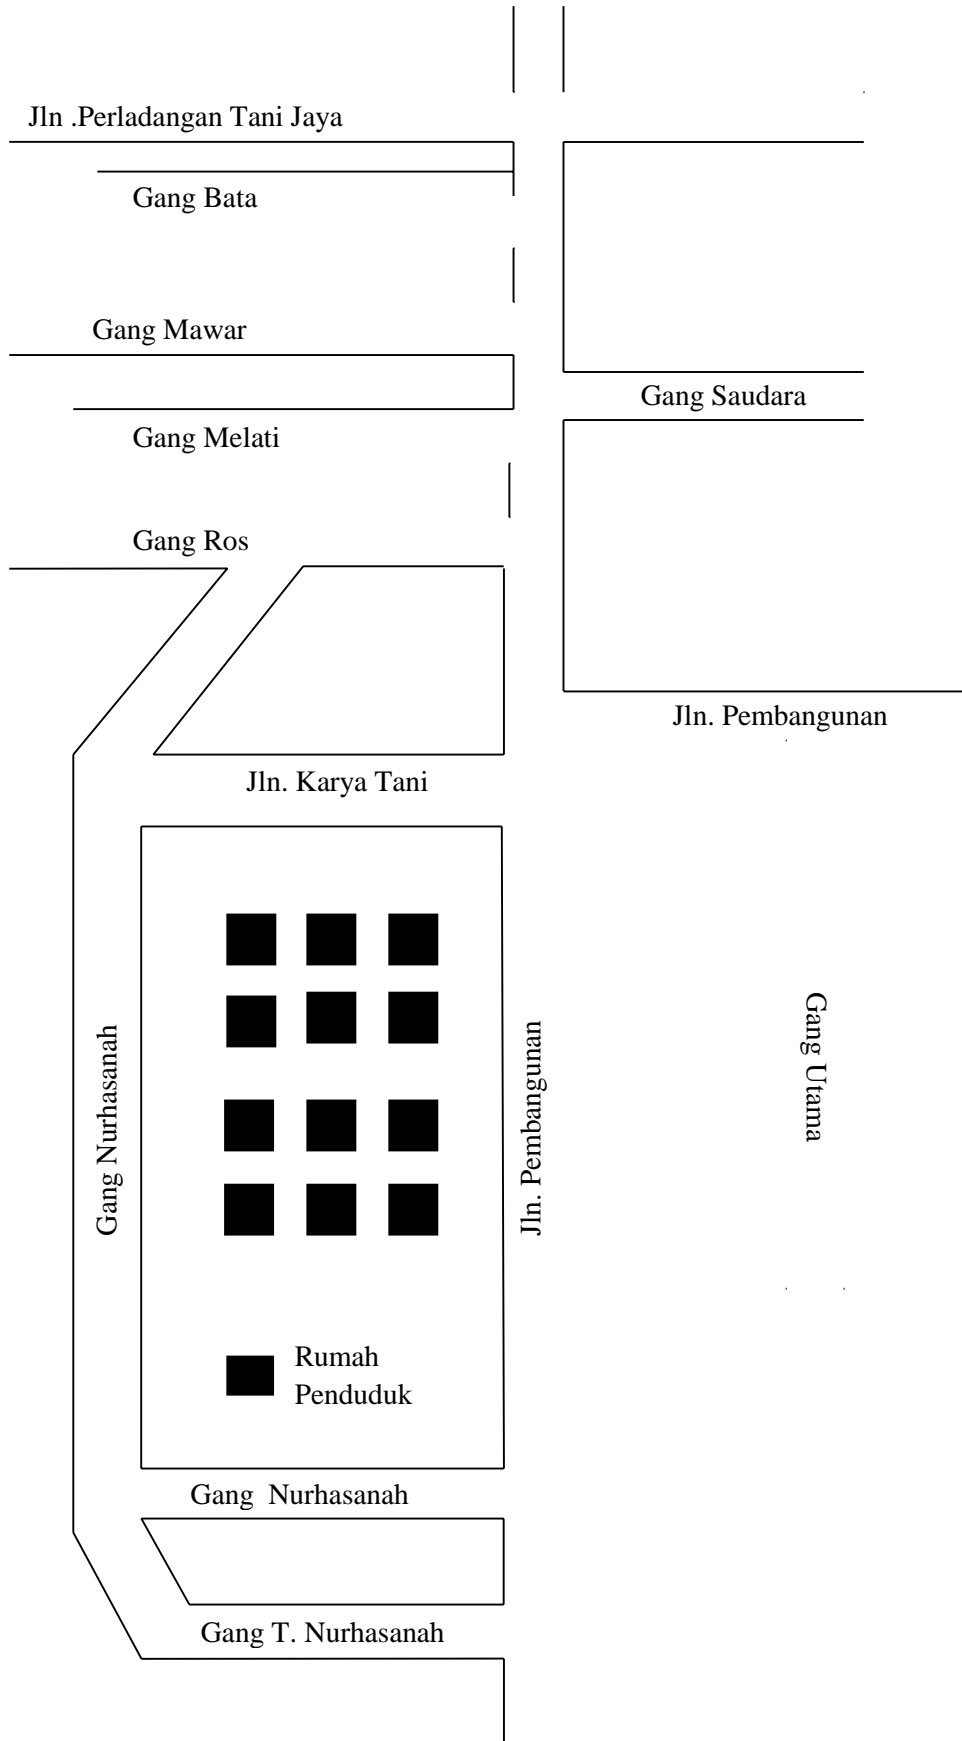 Jln .Perladangan Tani Jaya
Gang Bata
Gang Mawar
Gang Saudara
Gang Melati
Gang Ros
Jln. Pembangunan
Jln. Karya Tani
Gang Nurhasanah
Jln. Pembangunan
Gang Utama
Rumah
Penduduk
Gang  Nurhasanah
Gang T. Nurhasanah